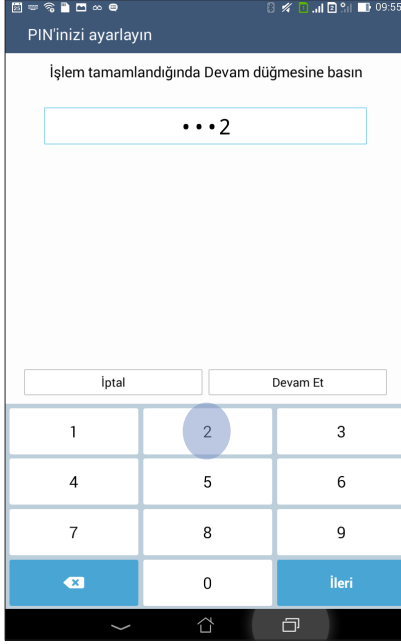 09:55
PIN'inizi ayarlayın
İşlem tamamlandığında Devam düğmesine basın
•••2
İptal Devam Et
1 2 3
4 5 6
7 8 9
0 İleri